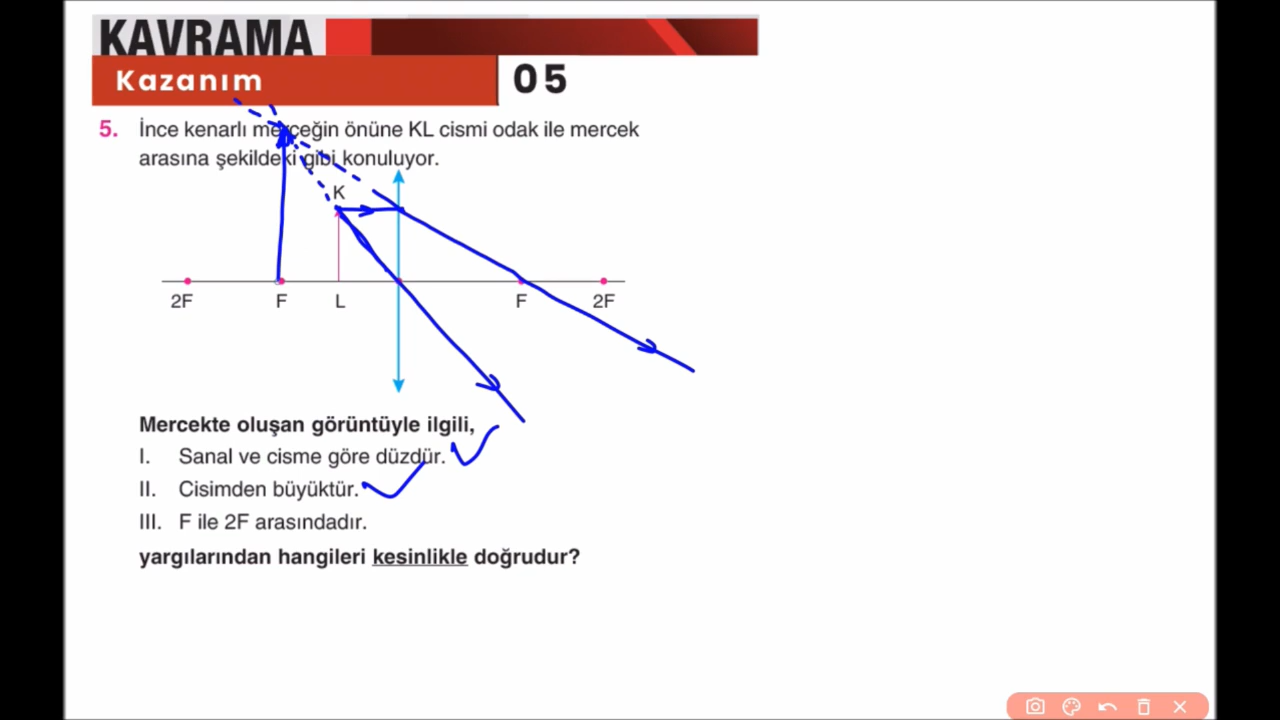 KAVRAMA
Kazanım 05
5. İnce kenarlı merceğin önüne KL cismi odak ile mercek
arasına şekildeki gibi konuluyor.
K
2F F L F 2F
Mercekte oluşan görüntüyle ilgili,
I. Sanal ve cisme göre düzdür.
II. Cisimden büyüktür.
III. F ile 2F arasındadır.
yargılarından hangileri kesinlikle doğrudur?